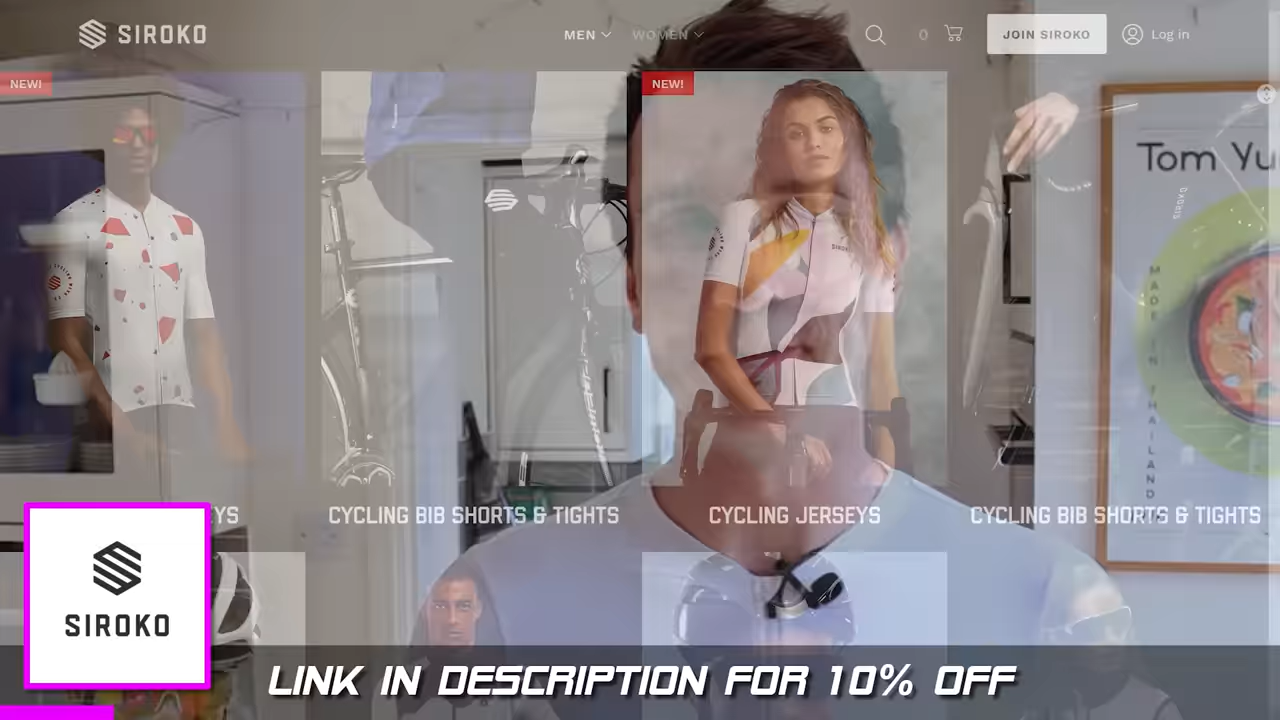 SIROKO
MEN
WOMEN
0
JOIN SIROKO
Log in
NEW!
NEW!
Tom Yu
SIROKO
MADE IN THAILAND
YS
CYCLING BIB SHORTS & TIGHTS
CYCLING JERSEYS
CYCLING BIB SHORTS & TIGHTS
SIROKO
LINK IN DESCRIPTION FOR 10% OFF